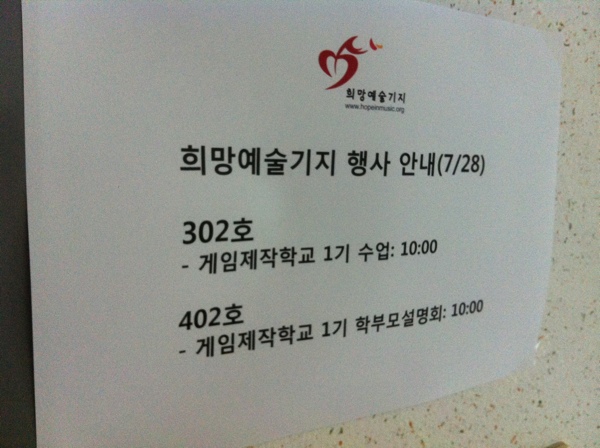 희망예술기지
www.hopeinmusic.org
희망예술기지 행사 안내(7/28)
302호
- 게임제작학교 1기 수업: 10:00
402호
- 게임제작학교 1기 학부모설명회: 10:00